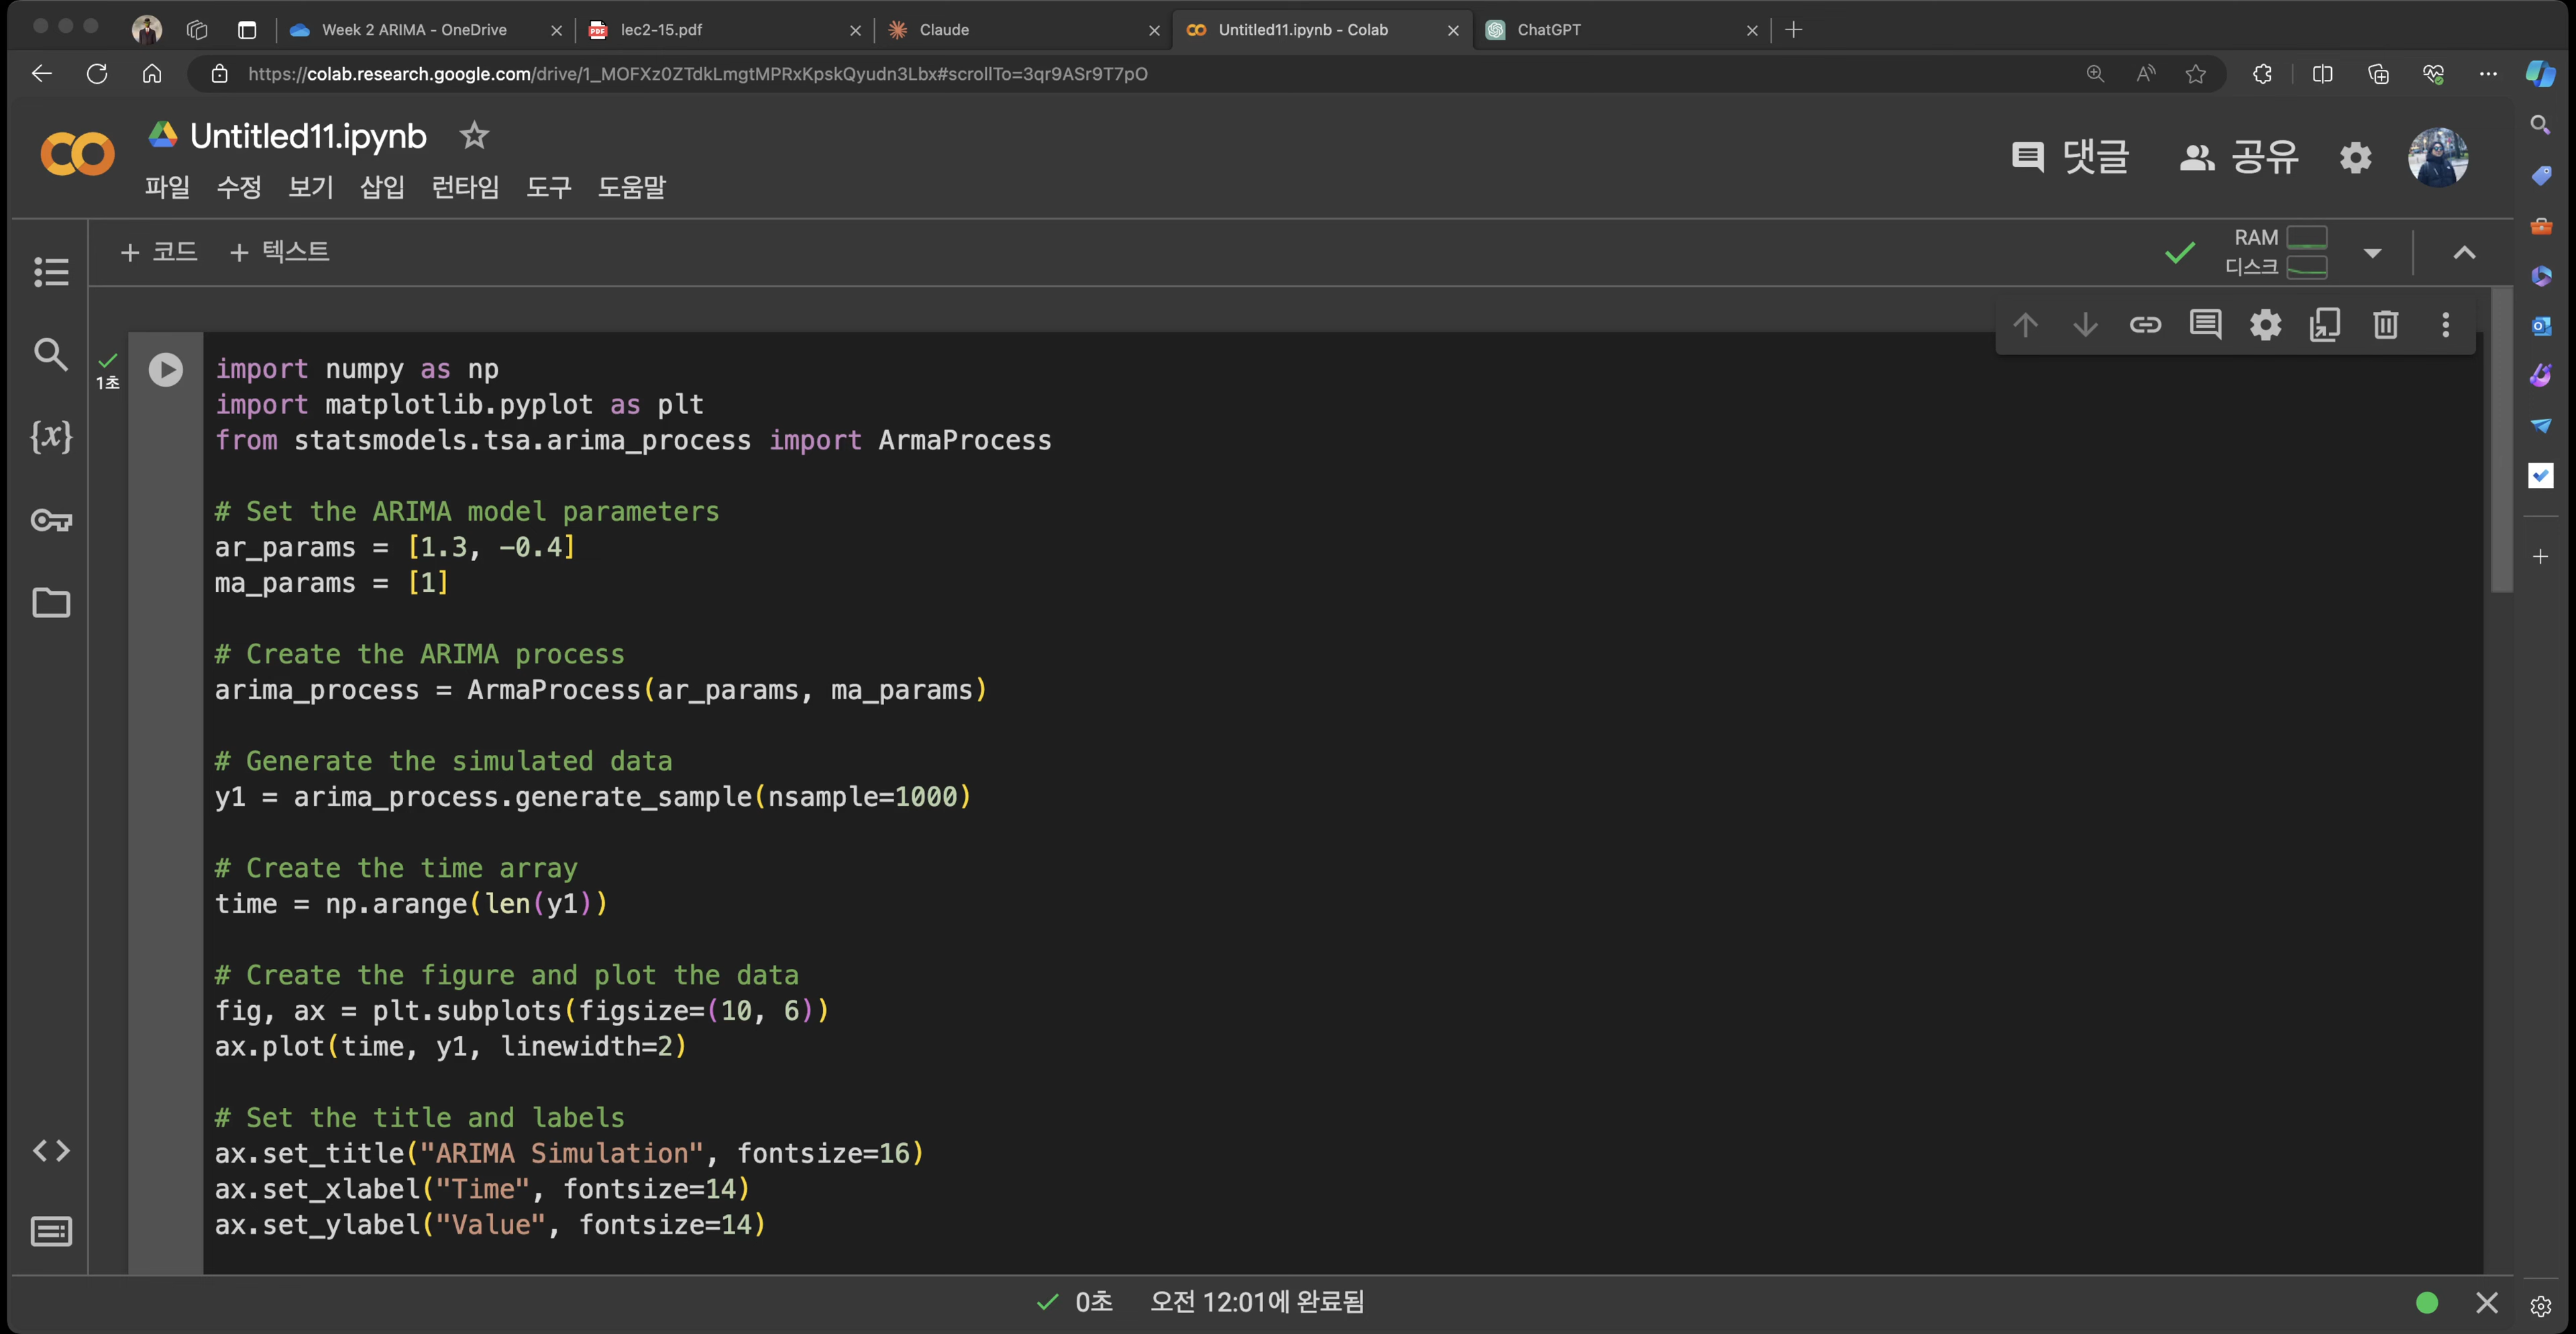 Week 2 ARIMA - OneDrive
lec2-15.pdf
Claude
Untitled11.ipynb - Colab
ChatGPT
https://colab.research.google.com/drive/1_MOFXz0ZTdkLmgtMPRxKpskQyudn3Lbx#scrollTo=3qr9ASr9T7pO
Untitled11.ipynb
댓글
공유
파일 수정 보기 삽입 런타임 도구 도움말
+ 코드 + 텍스트
RAM
디스크
1초
import numpy as np
import matplotlib.pyplot as plt
from statsmodels.tsa.arima_process import ArmaProcess
# Set the ARIMA model parameters
ar_params = [1.3, -0.4]
ma_params = [1]
# Create the ARIMA process
arima_process = ArmaProcess(ar_params, ma_params)
# Generate the simulated data
y1 = arima_process.generate_sample(nsample=1000)
# Create the time array
time = np.arange(len(y1))
# Create the figure and plot the data
fig, ax = plt.subplots(figsize=(10, 6))
ax.plot(time, y1, linewidth=2)
# Set the title and labels
ax.set_title("ARIMA Simulation", fontsize=16)
ax.set_xlabel("Time", fontsize=14)
ax.set_ylabel("Value", fontsize=14)
0초 오전 12:01에 완료됨